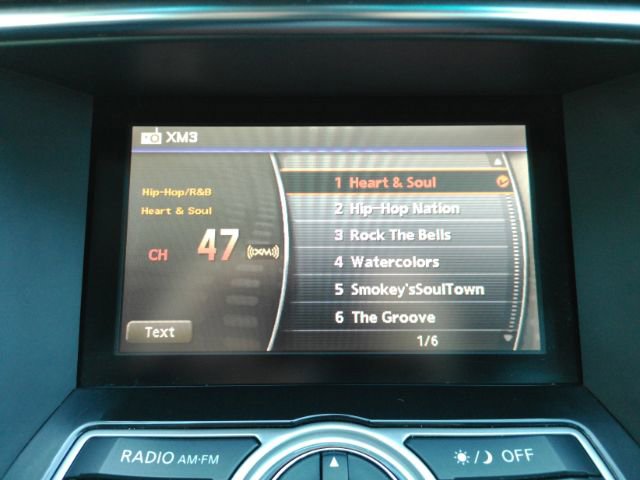 XM3
Hip-Hop/R&B
Heart & Soul
CH 47 ((XM))
Text
1 Heart & Soul
2 Hip-Hop Nation
3 Rock The Bells
4 Watercolors
5 Smokey'sSoulTown
6 The Groove
1/6
RADIO AM·FM
/ OFF